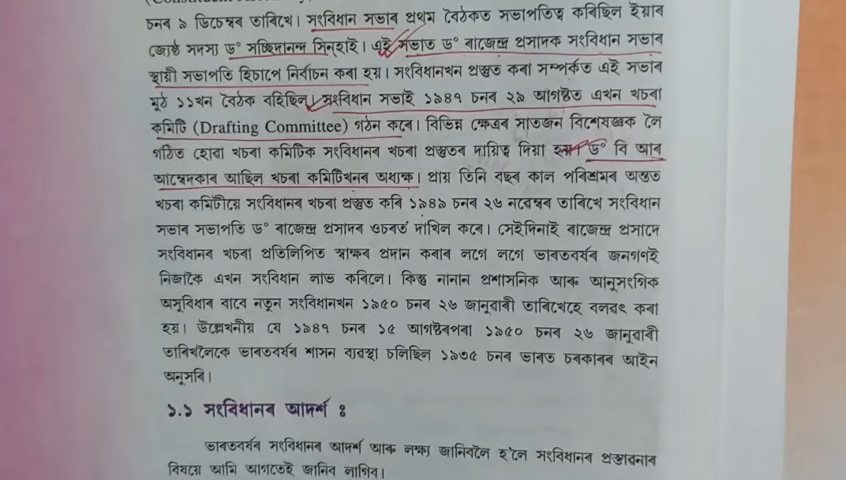 (Constituent Assembly)
চনৰ ৯ ডিচেম্বৰ তাৰিখে। সংবিধান সভাৰ প্ৰথম বৈঠকত সভাপতিত্ব কৰিছিল ইয়াৰ
জ্যেষ্ঠ সদস্য ড° সচ্চিদানন্দ সিন্হাই। এই সভাত ড° ৰাজেন্দ্ৰ প্ৰসাদক সংবিধান সভাৰ
স্থায়ী সভাপতি হিচাপে নিৰ্বাচন কৰা হয়। সংবিধানখন প্ৰস্তুত কৰা সম্পৰ্কত এই সভাৰ
মুঠ ১১খন বৈঠক বহিছিল। সংবিধান সভাই ১৯৪৭ চনৰ ২৯ আগষ্টত এখন খচৰা
কমিটি (Drafting Committee) গঠন কৰে। বিভিন্ন ক্ষেত্ৰৰ সাতজন বিশেষজ্ঞক লৈ
গঠিত হোৱা খচৰা কমিটিক সংবিধানৰ খচৰা প্ৰস্তুতৰ দায়িত্ব দিয়া হয়। ড° বি আৰ
আম্বেদকাৰ আছিল খচৰা কমিটিখনৰ অধ্যক্ষ। প্ৰায় তিনি বছৰ কাল পৰিশ্ৰমৰ অন্তত
খচৰা কমিটীয়ে সংবিধানৰ খচৰা প্ৰস্তুত কৰি ১৯৪৯ চনৰ ২৬ নৱেম্বৰ তাৰিখে সংবিধান
সভাৰ সভাপতি ড° ৰাজেন্দ্ৰ প্ৰসাদৰ ওচৰত দাখিল কৰে। সেইদিনাই ৰাজেন্দ্ৰ প্ৰসাদে
সংবিধানৰ খচৰা প্ৰতিলিপিত স্বাক্ষৰ প্ৰদান কৰাৰ লগে লগে ভাৰতবৰ্ষৰ জনগণই
নিজাকৈ এখন সংবিধান লাভ কৰিলে। কিন্তু নানান প্ৰশাসনিক আৰু আনুসংগিক
অসুবিধাৰ বাবে নতুন সংবিধানখন ১৯৫০ চনৰ ২৬ জানুৱাৰী তাৰিখেহে বলৱৎ কৰা
হয়। উল্লেখনীয় যে ১৯৪৭ চনৰ ১৫ আগষ্টৰপৰা ১৯৫০ চনৰ ২৬ জানুৱাৰী
তাৰিখলৈকে ভাৰতবৰ্ষৰ শাসন ব্যৱস্থা চলিছিল ১৯৩৫ চনৰ ভাৰত চৰকাৰৰ আইন
অনুসৰি।
১.১ সংবিধানৰ আদৰ্শ ঃ
ভাৰতবৰ্ষৰ সংবিধানৰ আদৰ্শ আৰু লক্ষ্য জানিবলৈ হ'লে সংবিধানৰ প্ৰস্তাৱনাৰ
বিষয়ে আমি আগতেই জানিব লাগিব।